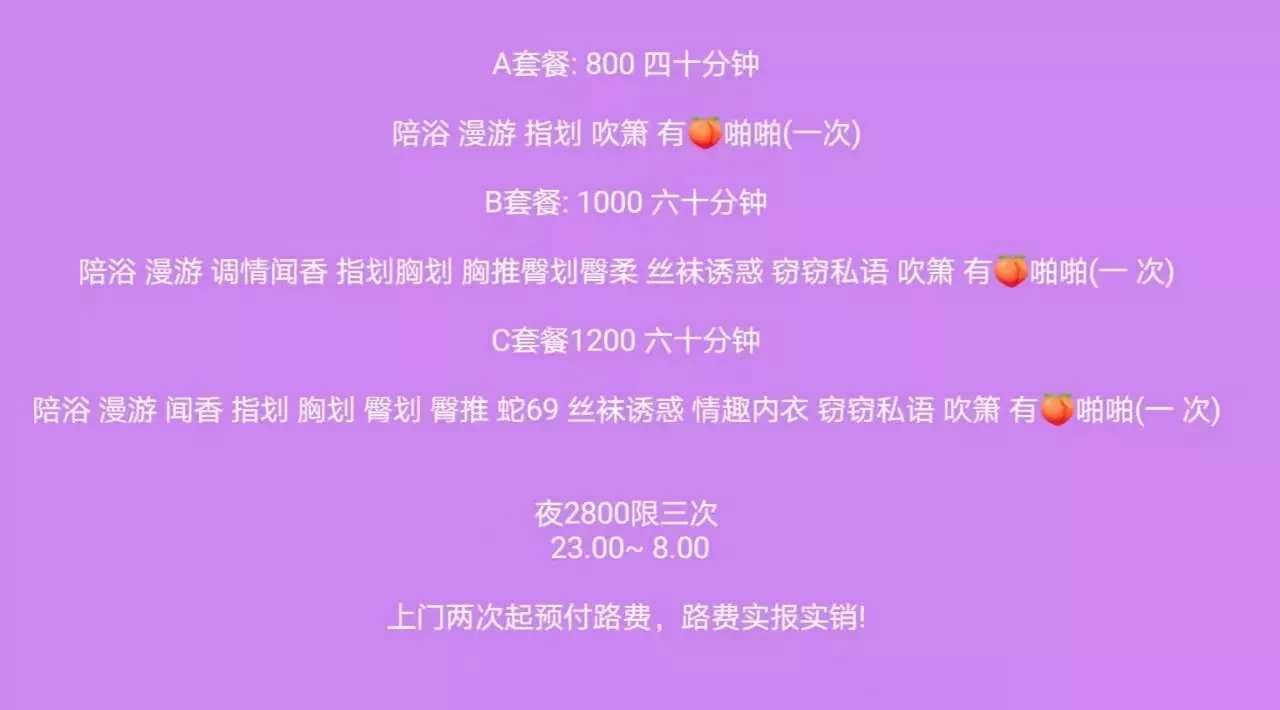 A套餐: 800 四十分钟
陪浴 漫游 指划 吹箫 有🍑啪啪(一次)
B套餐: 1000 六十分钟
陪浴 漫游 调情闻香 指划胸划 胸推臀划臀柔 丝袜诱惑 窃窃私语 吹箫 有🍑啪啪(一 次)
C套餐1200 六十分钟
陪浴 漫游 闻香 指划 胸划 臀划 臀推 蛇69 丝袜诱惑 情趣内衣 窃窃私语 吹箫 有🍑啪啪(一 次)
夜2800限三次
23.00~ 8.00
上门两次起预付路费，路费实报实销!